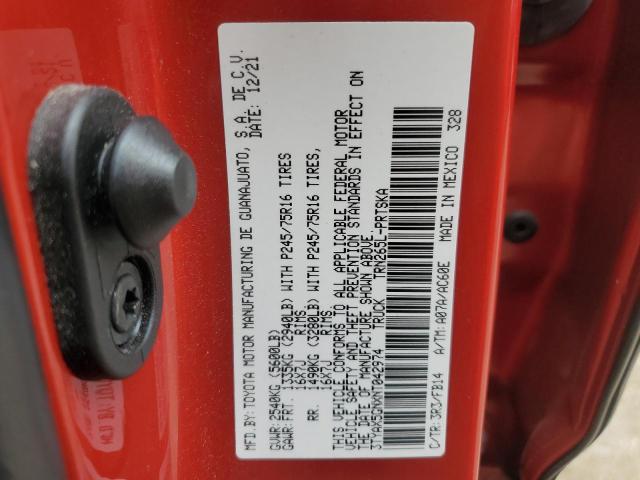 MFD.BY:TOYOTA MOTOR MANUFACTURING DE GUANAJUATO, S.A. DE C.V.
DATE: 12/21
GVWR: 2540KG (5600LB)
GAWR: FRT. 1335KG (2940LB) WITH P245/75R16 TIRES
16X7J RIMS,
RR. 1490KG (3280LB) WITH P245/75R16 TIRES,
16X7J RIMS.
THIS VEHICLE CONFORMS TO ALL APPLICABLE FEDERAL MOTOR
VEHICLE SAFETY AND THEFT PREVENTION STANDARDS IN EFFECT ON
THE DATE OF MANUFACTURE SHOWN ABOVE.
3TYAX5GNXNT042974 TRUCK TRN265L-PRTSKA
C/TR: 3R3/FB14 A/TM: A07A/AC60E MADE IN MEXICO 328